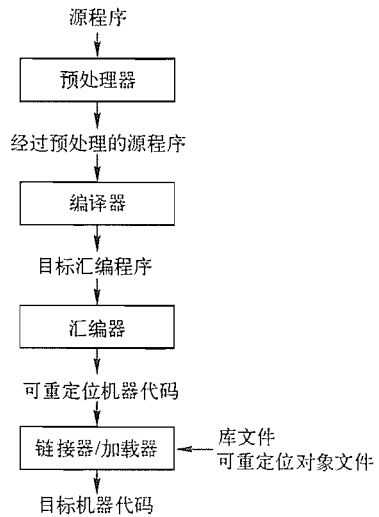 源程序
预处理器
经过预处理的源程序
编译器
目标汇编程序
汇编器
可重定位机器代码
链接器/加载器
库文件
可重定位对象文件
目标机器代码